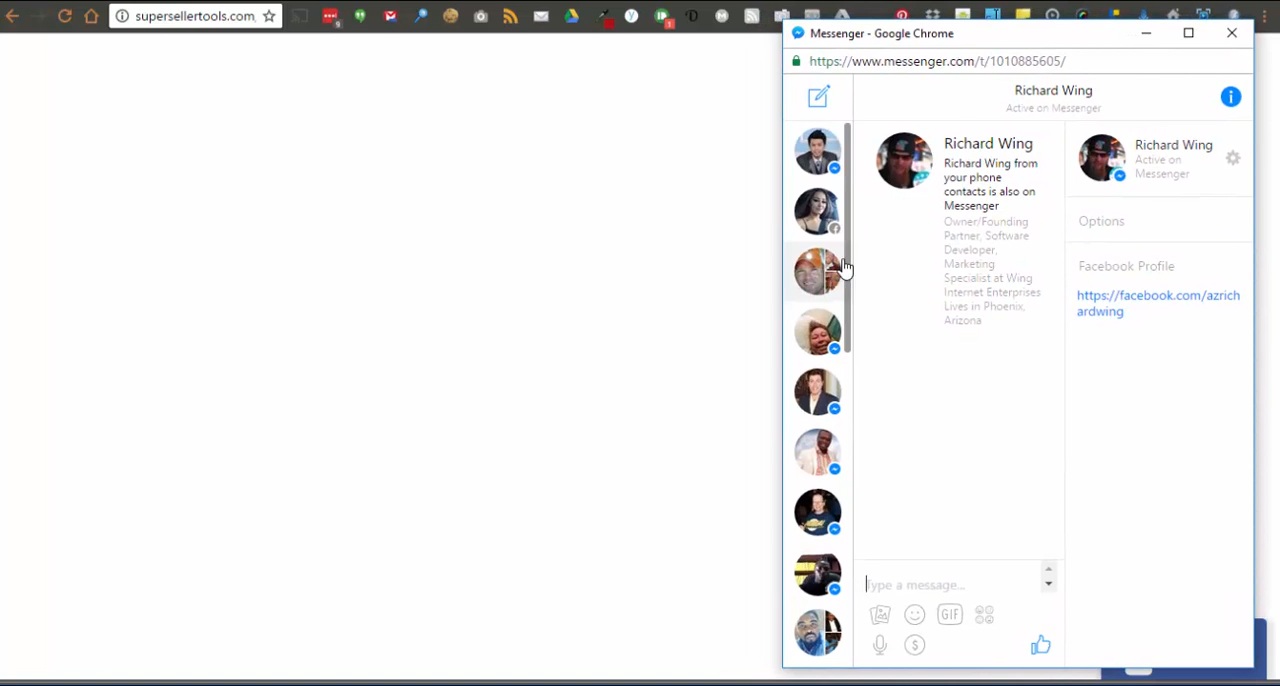 supersellertools.com
Messenger - Google Chrome
https://www.messenger.com/t/1010885605/
Richard Wing
Active on Messenger
Richard Wing
Richard Wing from
your phone
contacts is also on
Messenger
Owner/Founding
Partner, Software
Developer,
Marketing
Specialist at Wing
Internet Enterprises
Lives in Phoenix,
Arizona
Richard Wing
Active on
Messenger
Options
Facebook Profile
https://facebook.com/azrich
ardwing
Type a message...
GIF